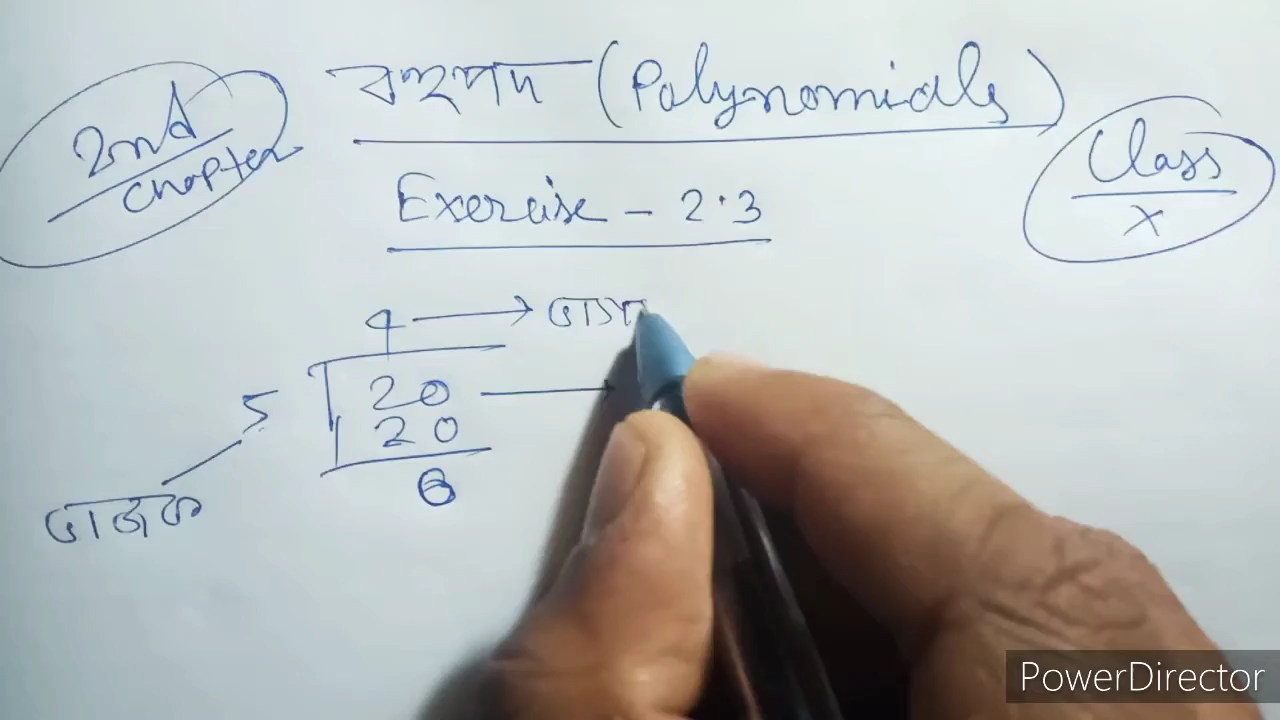 2nd
chapter
বহুপদ (Polynomials)
Class
X
Exercise - 2.3
4 → ভাগফ
5 20 →
20
0
ভাজক
PowerDirector